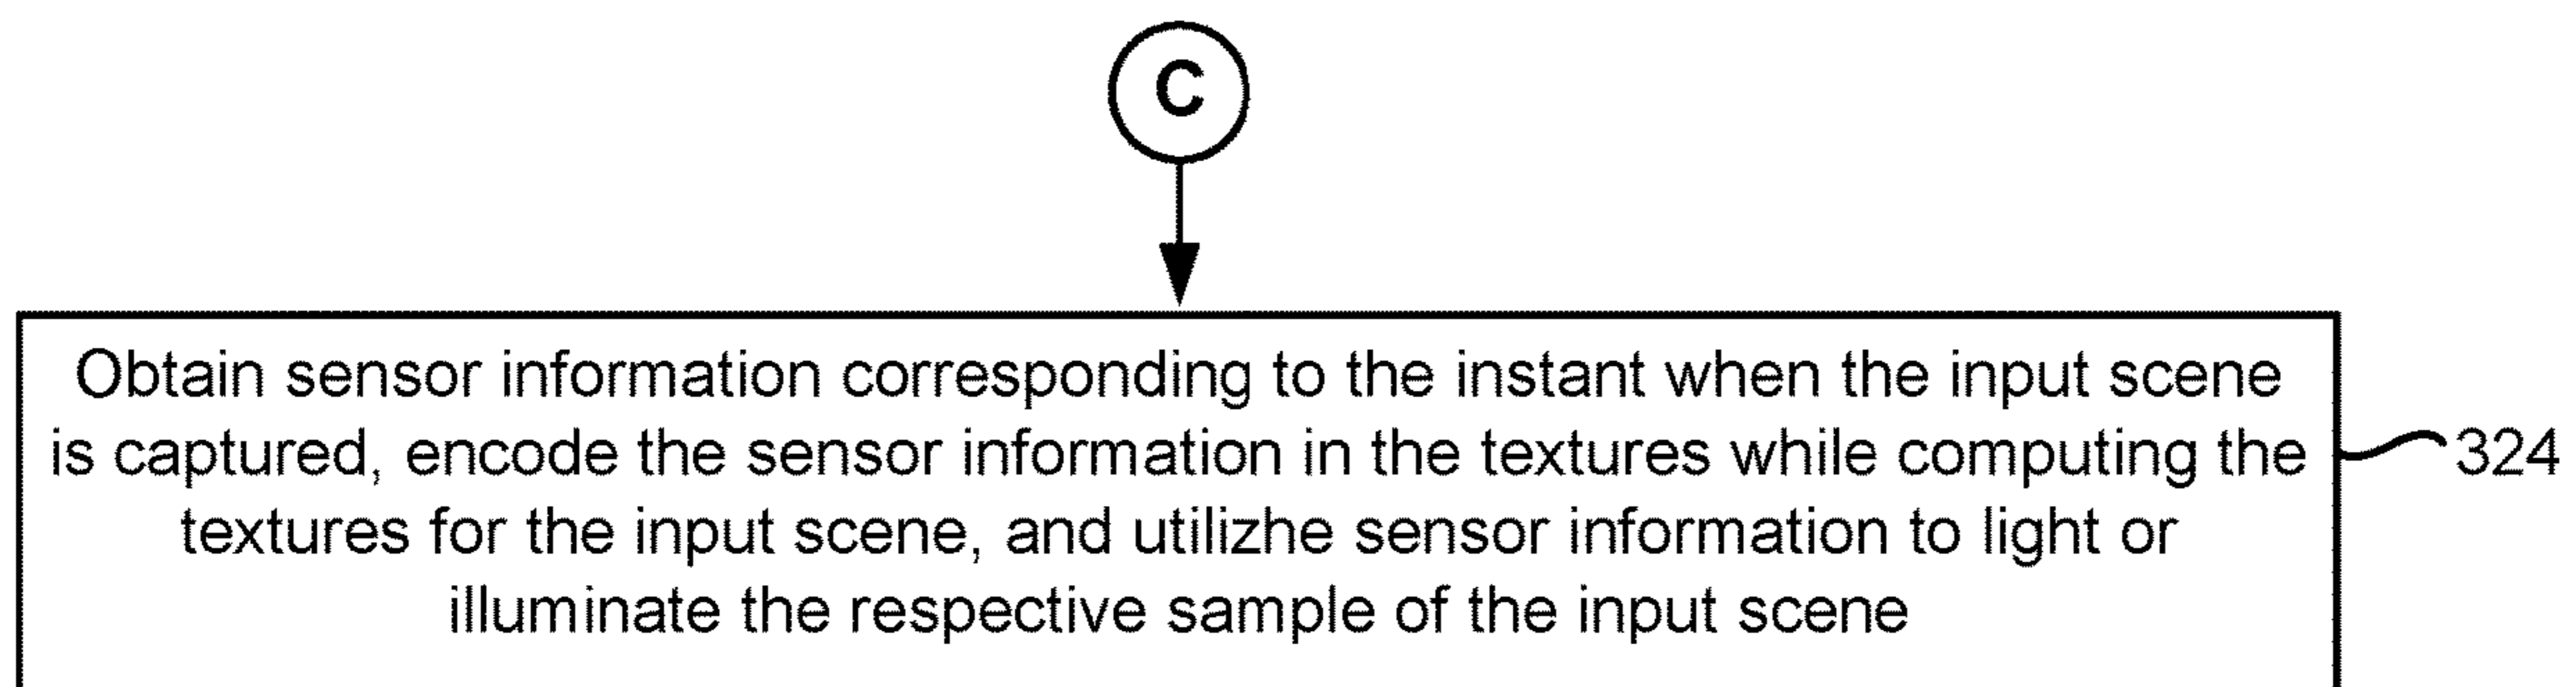 C
Obtain sensor information corresponding to the instant when the input scene
is captured, encode the sensor information in the textures while computing the
324
textures for the input scene, and utilizhe sensor information to light or
illuminate the respective sample of the input scene